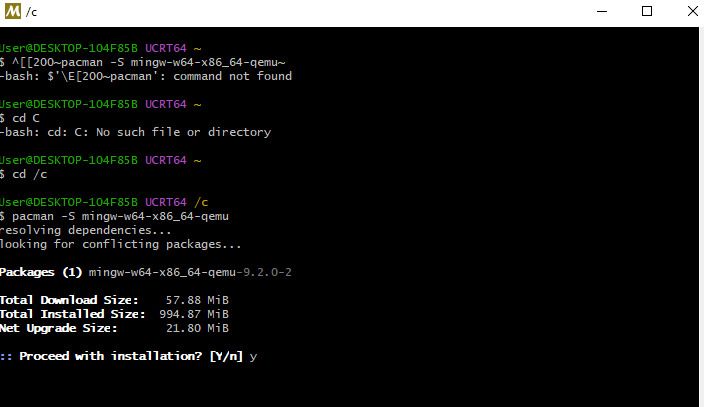 M /c
User@DESKTOP-104F85B UCRT64 ~
$ ^[[200~pacman -S mingw-w64-x86_64-qemu~
-bash: $'\E[200~pacman': command not found
User@DESKTOP-104F85B UCRT64 ~
$ cd C
-bash: cd: C: No such file or directory
User@DESKTOP-104F85B UCRT64 ~
$ cd /c
User@DESKTOP-104F85B UCRT64 /c
$ pacman -S mingw-w64-x86_64-qemu
resolving dependencies...
looking for conflicting packages...
Packages (1) mingw-w64-x86_64-qemu-9.2.0-2
Total Download Size: 57.88 MiB
Total Installed Size: 994.87 MiB
Net Upgrade Size: 21.80 MiB
:: Proceed with installation? [Y/n] y